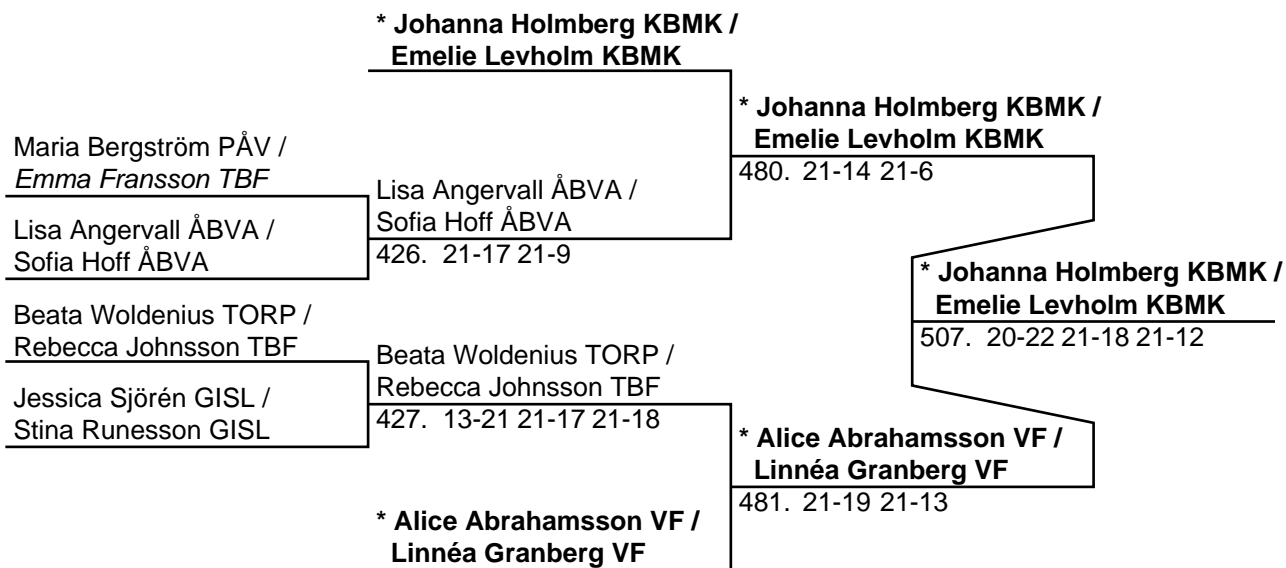 * Johanna Holmberg KBMK /
Emelie Levholm KBMK
* Johanna Holmberg KBMK /
Emelie Levholm KBMK
480. 21-14 21-6
Maria Bergström PÅV /
Emma Fransson TBF
Lisa Angervall ÅBVA /
Sofia Hoff ÅBVA
426. 21-17 21-9
Lisa Angervall ÅBVA /
Sofia Hoff ÅBVA
* Johanna Holmberg KBMK /
Emelie Levholm KBMK
507. 20-22 21-18 21-12
Beata Woldenius TORP /
Rebecca Johnsson TBF
Beata Woldenius TORP /
Rebecca Johnsson TBF
427. 13-21 21-17 21-18
Jessica Sjörén GISL /
Stina Runesson GISL
* Alice Abrahamsson VF /
Linnéa Granberg VF
481. 21-19 21-13
* Alice Abrahamsson VF /
Linnéa Granberg VF